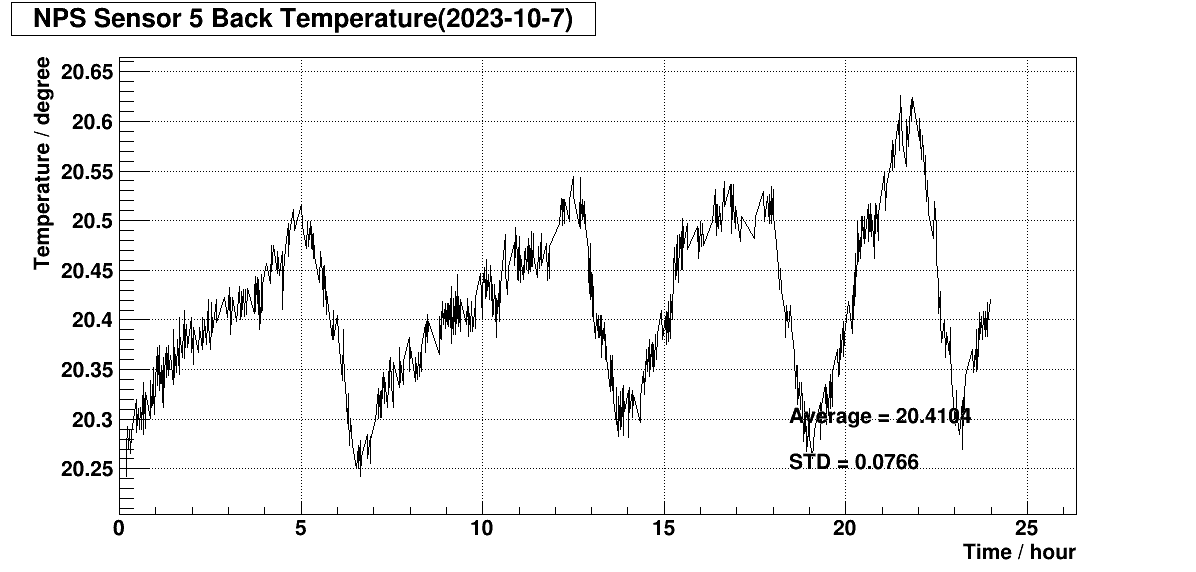 NPS Sensor 5 Back Temperature(2023-10-7)
Temperature / degree
20.65
20.6
20.55
20.5
20.45
20.4
20.35
20.3
20.25
Average = 20.4104
STD = 0.0766
0 5 10 15 20 25
Time / hour